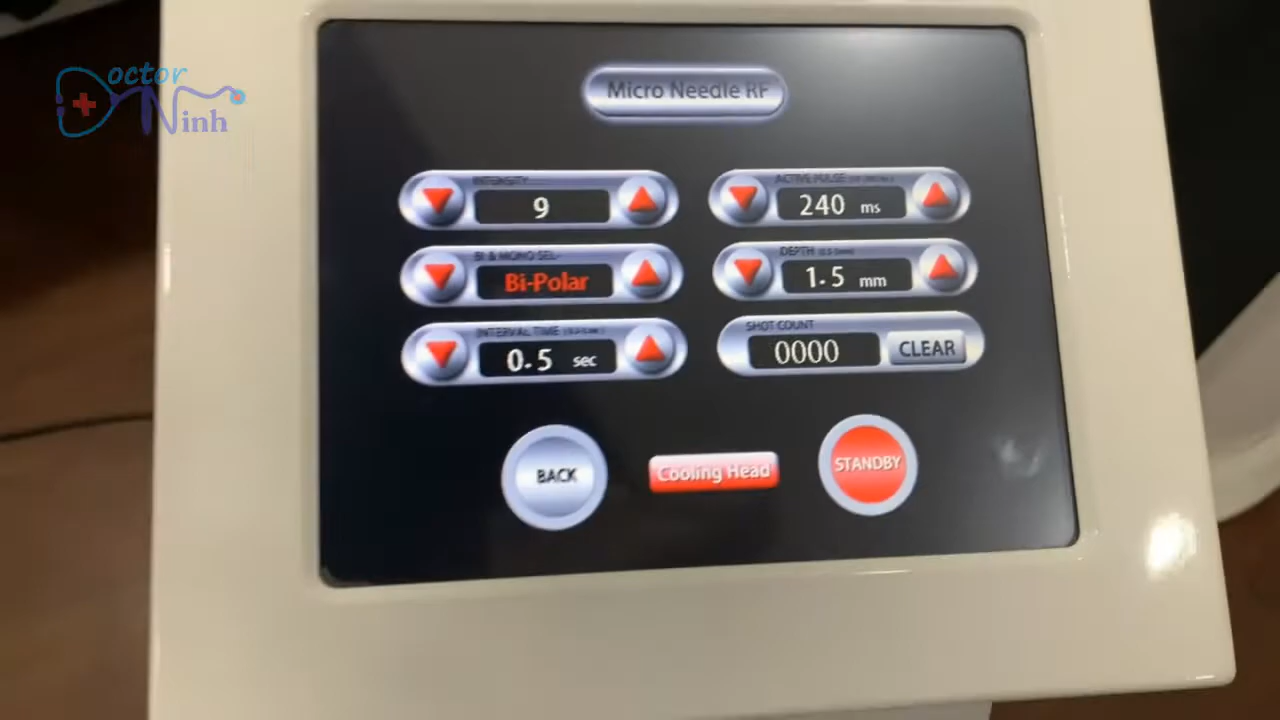 Doctor
Ninh
Micro Needle RF
INTENSITY
9
ACTIVE PULSE
240 ms
BI & MONO SEL-
Bi-Polar
DEPTH
1.5 mm
INTERVAL TIME
0.5 sec
SHOT COUNT
0000 CLEAR
BACK
Cooling Head
STANDBY